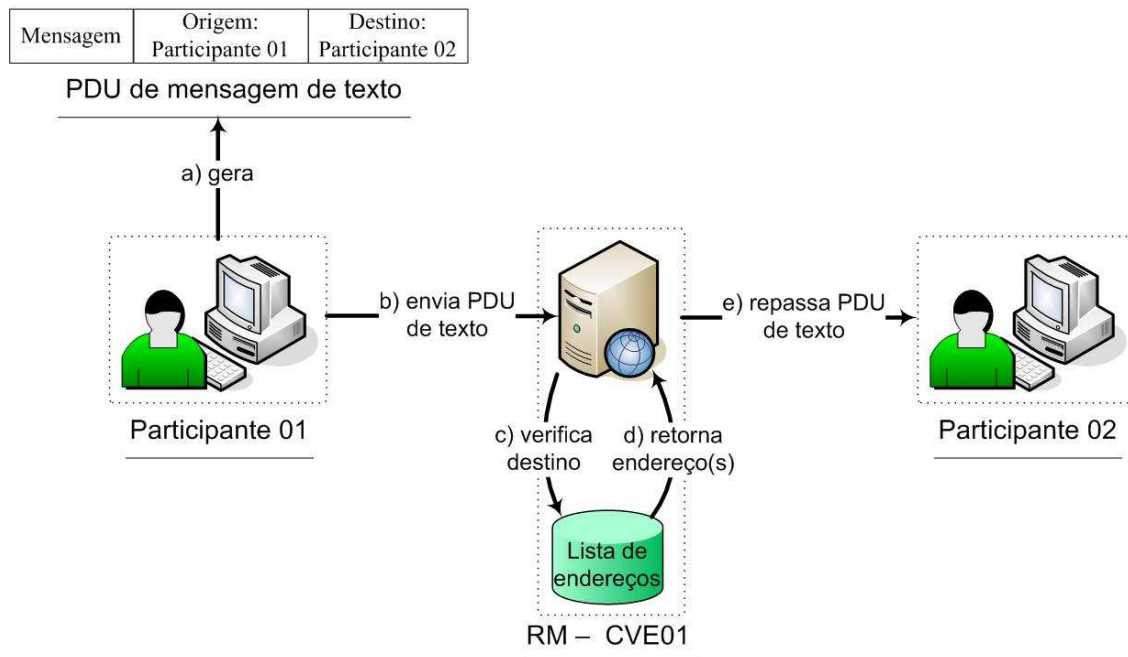 Mensagem
Origem:
Participante 01
Destino:
Participante 02
PDU de mensagem de texto
a) gera
b) envia PDU
de texto
e) repassa PDU
de texto
Participante 01
c) verifica
destino
d) retorna
endereço(s)
Participante 02
Lista de
endereços
RM – CVE01